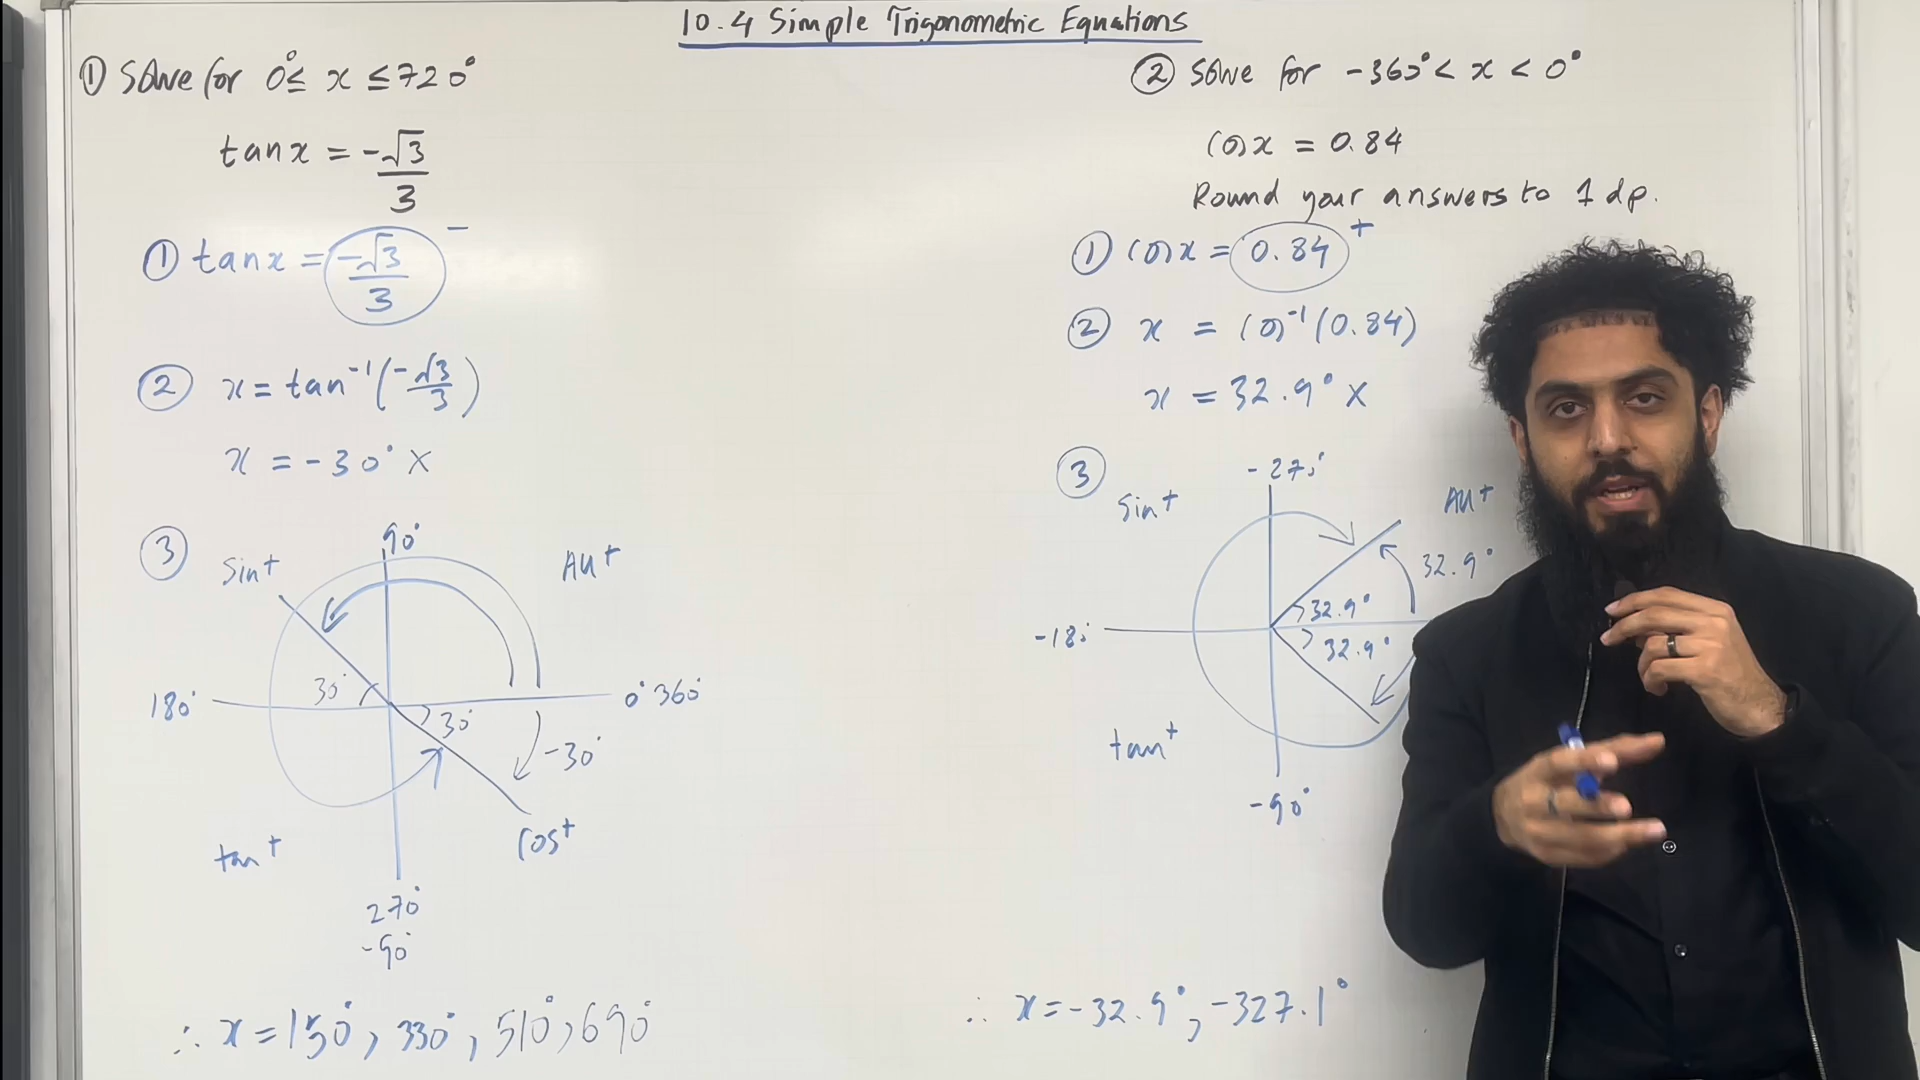 10.4 Simple Trigonometric Equations
① Solve for 0° ≤ x ≤ 720°
tan x = -√3/3
① tan x = -√3/3 -
② x = tan⁻¹(-√3/3)
x = -30° X
③
90°
Sin+
All+
180°
30°
30°
0° 360°
-30°
tan+
Cos+
270°
-90°
∴ x = 150°, 330°, 510°, 690°
② Solve for -360° < x < 0°
Cos x = 0.84
Round your answers to 1 dp.
① Cos x = 0.84 +
② x = Cos⁻¹(0.84)
x = 32.9° X
③
-270°
Sin+
All+
32.9°
32.9°
-180°
32.9°
tan+
-90°
∴ x = -32.9°, -327.1°